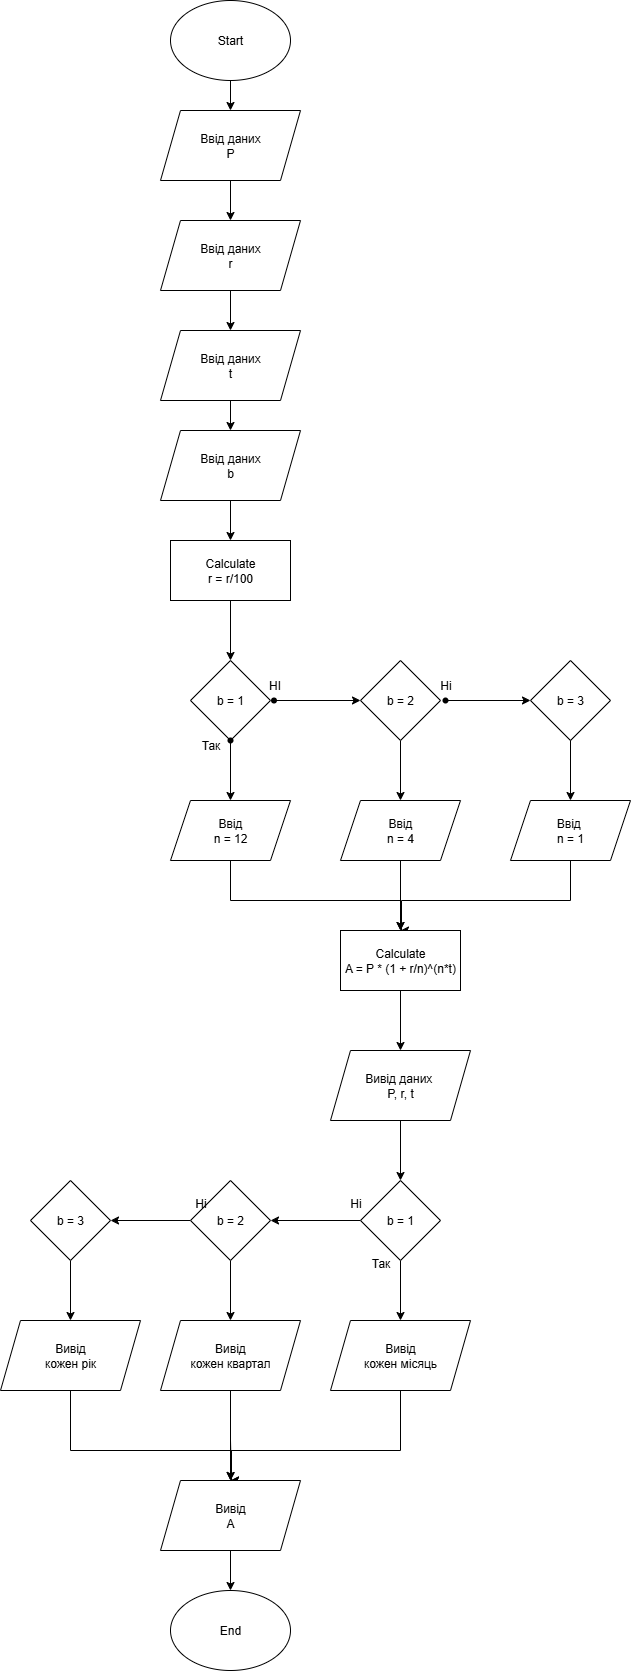 Start
Ввід даних
P
Ввід даних
r
Ввід даних
t
Ввід даних
b
Calculate
r = r/100
b = 1
НІ
b = 2
Ні
b = 3
Так
Ввід
n = 12
Ввід
n = 4
Ввід
n = 1
Calculate
A = P * (1 + r/n)^(n*t)
Вивід даних
P, r, t
b = 3
Ні
b = 2
Ні
b = 1
Так
Вивід
кожен рік
Вивід
кожен квартал
Вивід
кожен місяць
Вивід
A
End